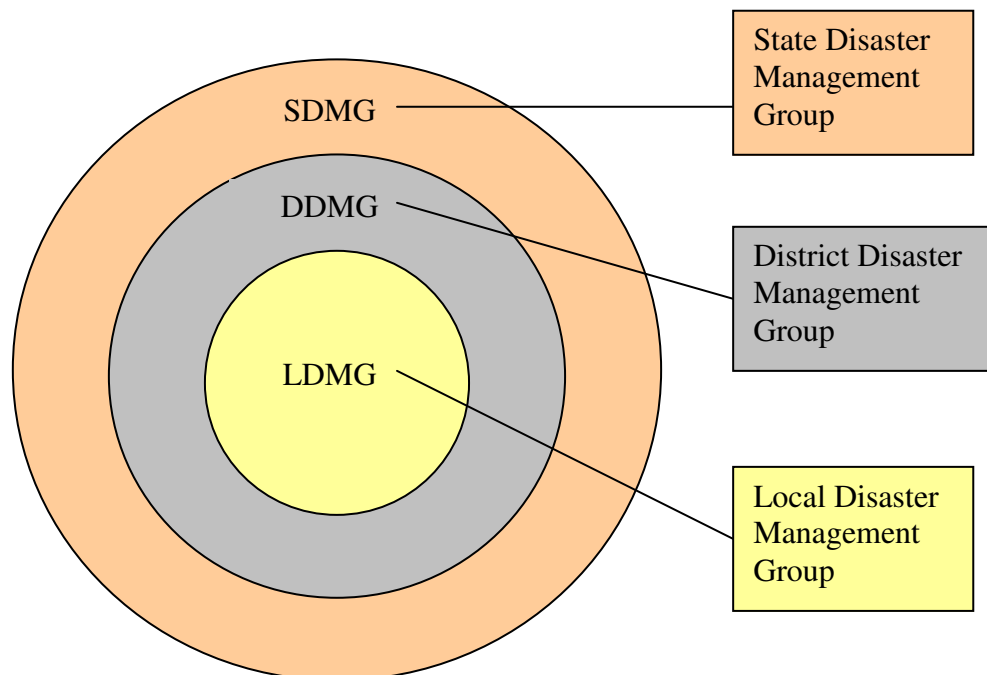 SDMG
State Disaster
Management
Group
DDMG
District Disaster
Management
Group
LDMG
Local Disaster
Management
Group